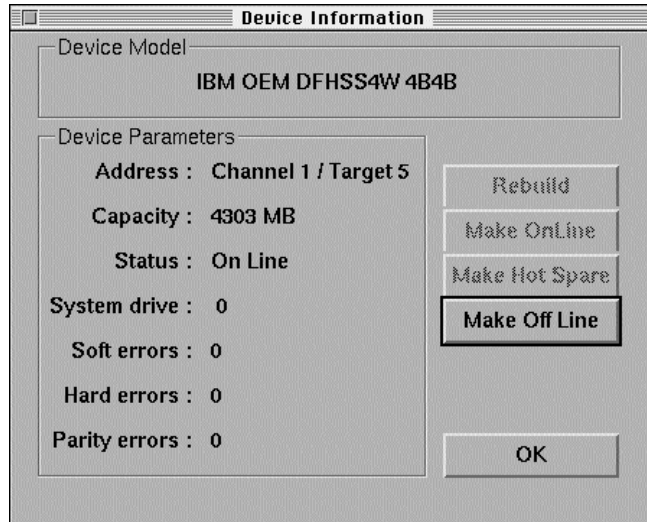 Device Information
Device Model
IBM OEM DFHSS4W 4B4B
Device Parameters
Address : Channel 1 / Target 5
Capacity : 4303 MB
Status : On Line
System drive : 0
Soft errors : 0
Hard errors : 0
Parity errors : 0
Rebuild
Make OnLine
Make Hot Spare
Make Off Line
OK